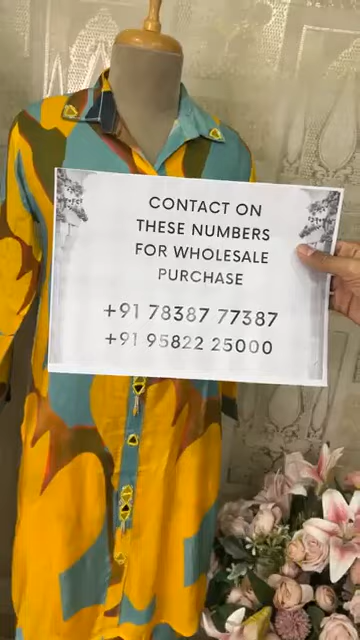 CONTACT ON
THESE NUMBERS
FOR WHOLESALE
PURCHASE
+91 78387 77387
+91 95822 25000